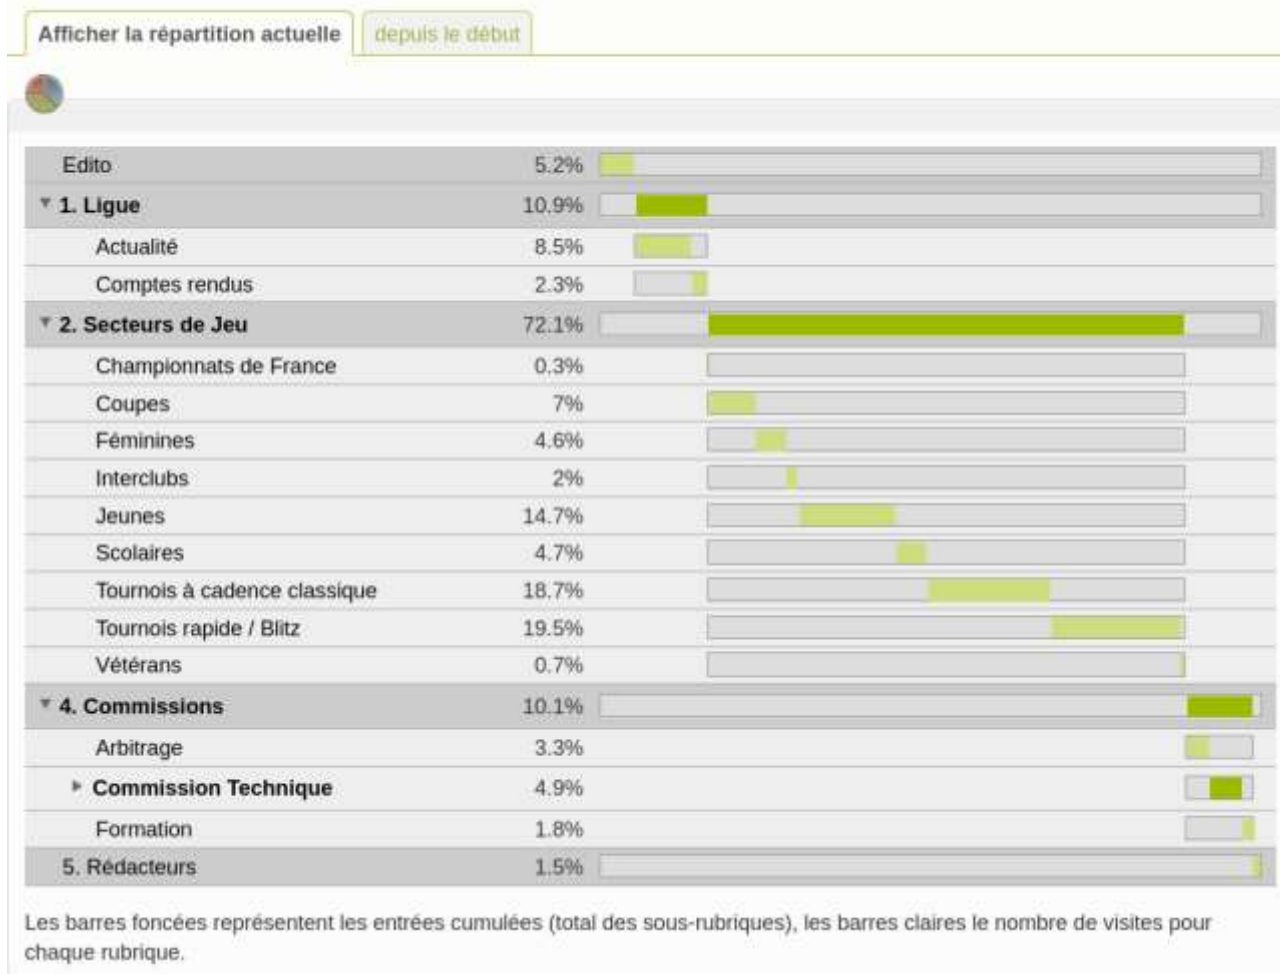 Afficher la répartition actuelle depuis le début
Edito 5.2%
1. Ligue 10.9%
Actualité 8.5%
Comptes rendus 2.3%
2. Secteurs de Jeu 72.1%
Championnats de France 0.3%
Coupes 7%
Féminines 4.6%
Interclubs 2%
Jeunes 14.7%
Scolaires 4.7%
Tournois à cadence classique 18.7%
Tournois rapide / Blitz 19.5%
Vétérans 0.7%
4. Commissions 10.1%
Arbitrage 3.3%
Commission Technique 4.9%
Formation 1.8%
5. Rédacteurs 1.5%
Les barres foncées représentent les entrées cumulées (total des sous-rubriques), les barres claires le nombre de visites pour
chaque rubrique.